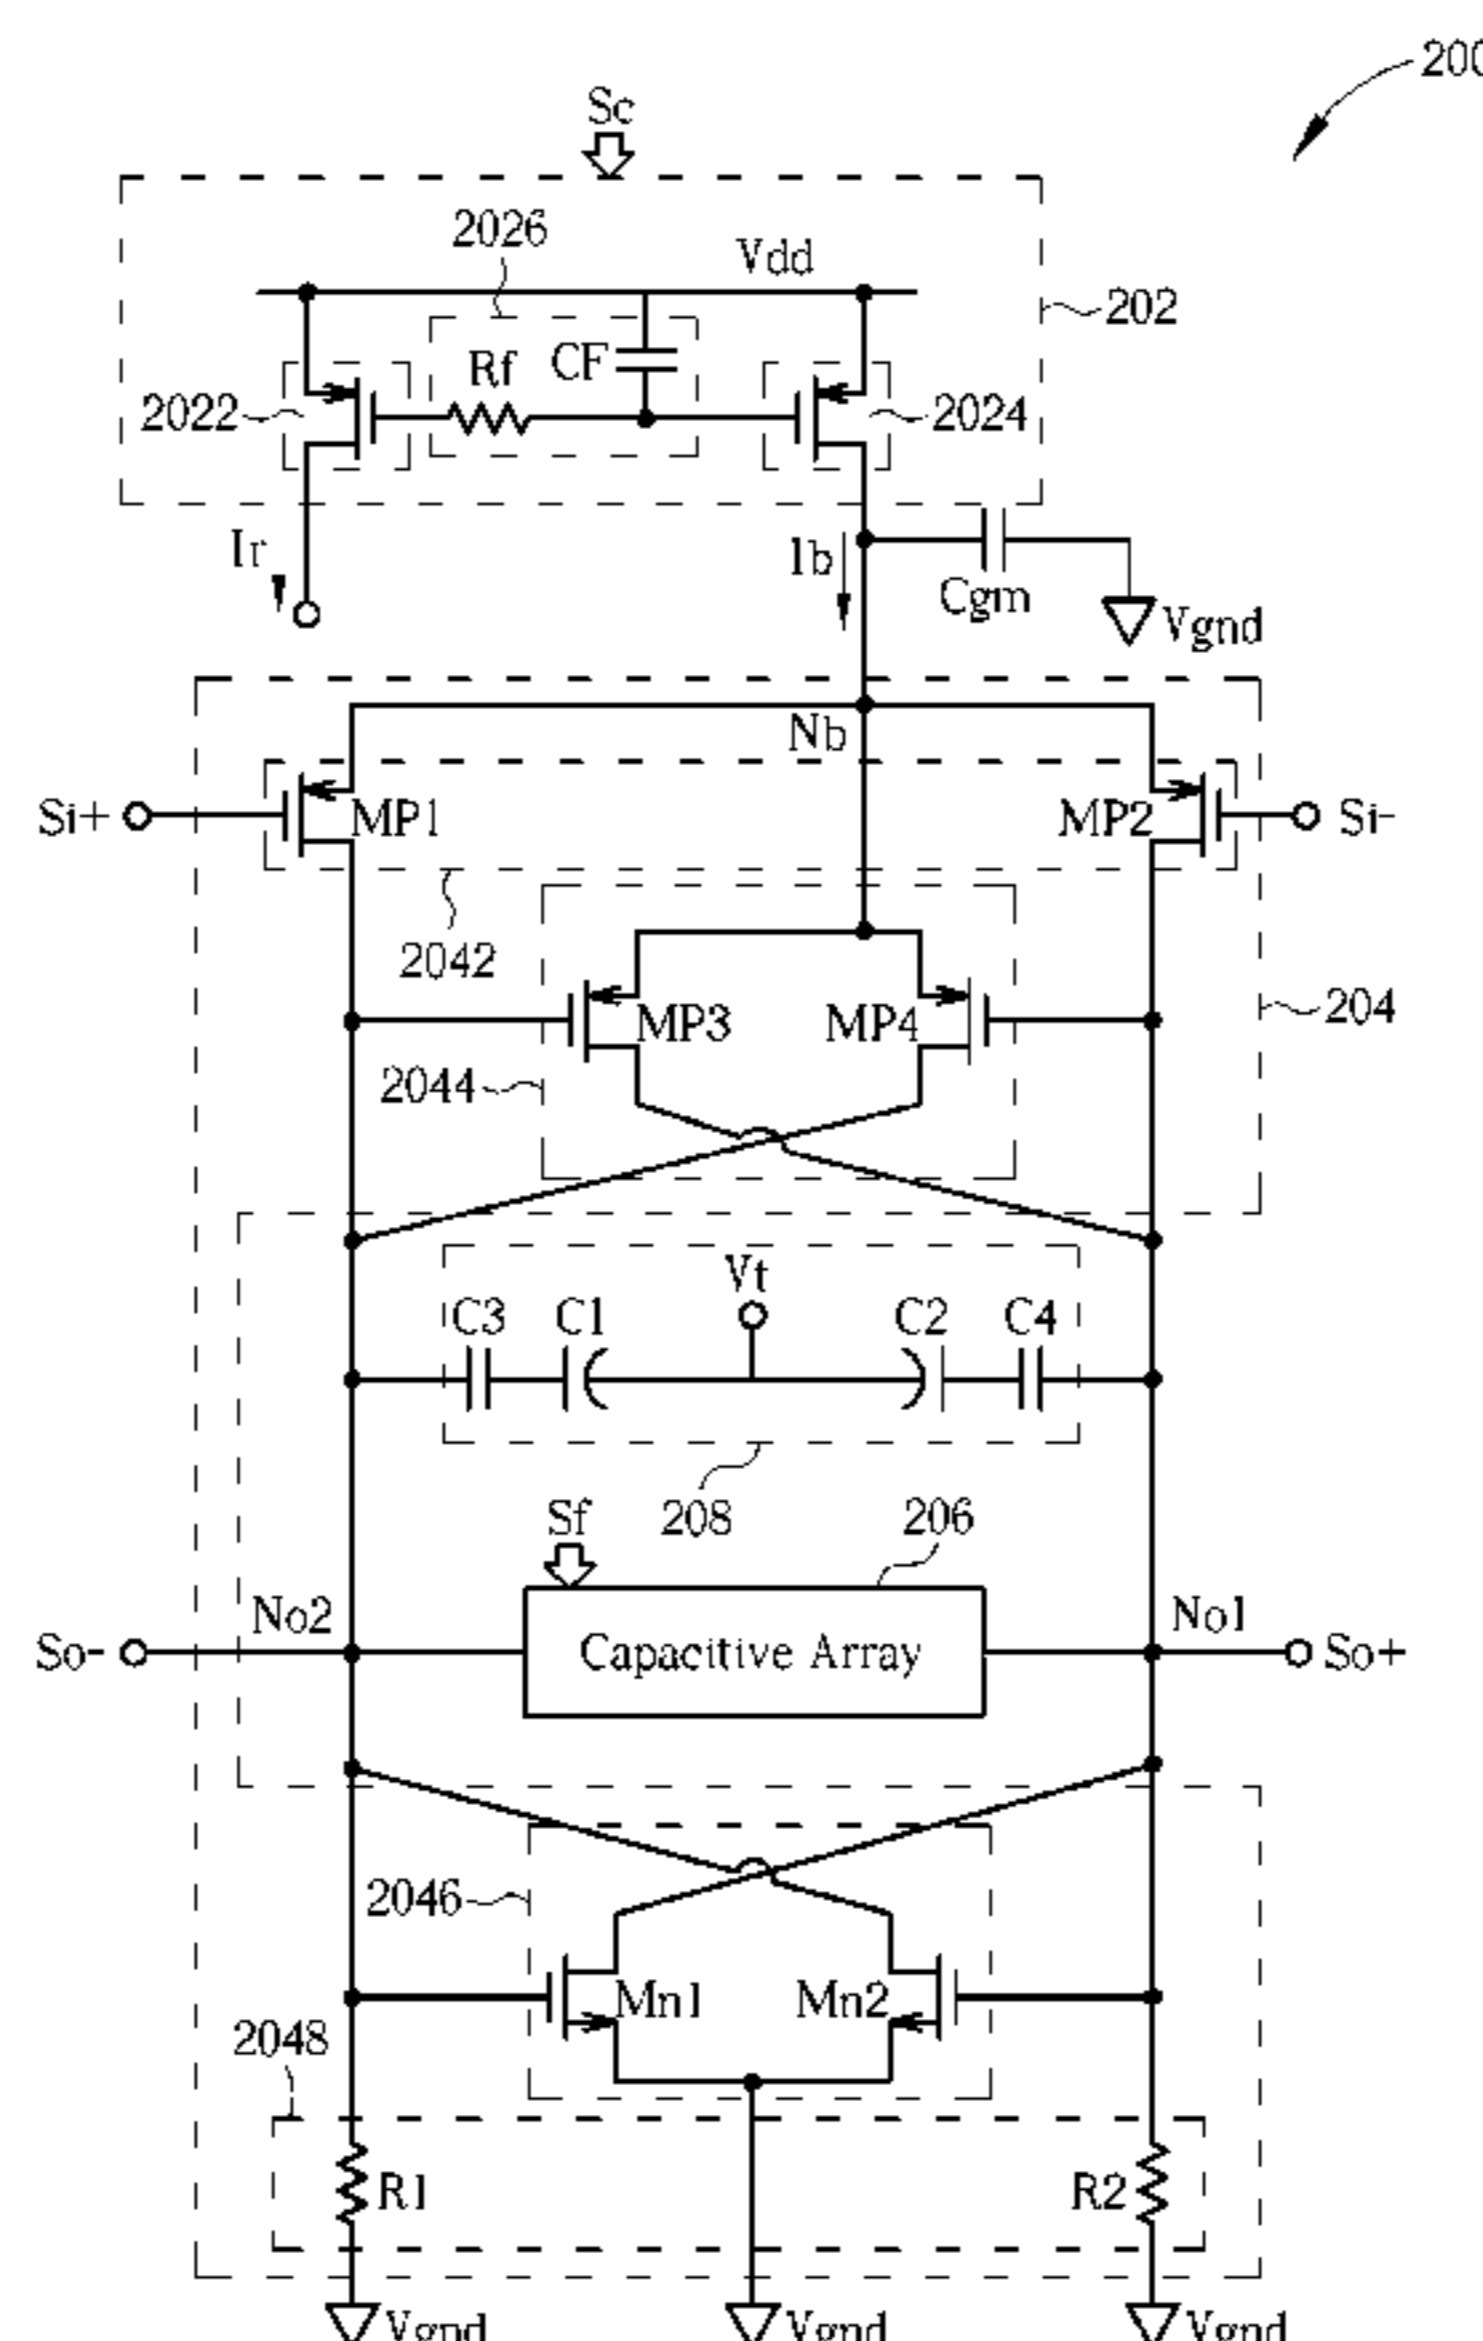 200
Sc
2026
Vdd
202
Rf
CF
2022
2024
Ir
Ib
Cgm
Vgnd
Nb
Si+
MP1
MP2
Si-
2042
MP3
MP4
204
2044
Vt
C3
C1
C2
C4
Sf
208
206
No2
No1
So-
Capacitive Array
So+
2046
Mn1
Mn2
2048
R1
R2
Vgnd
Vgnd
Vgnd